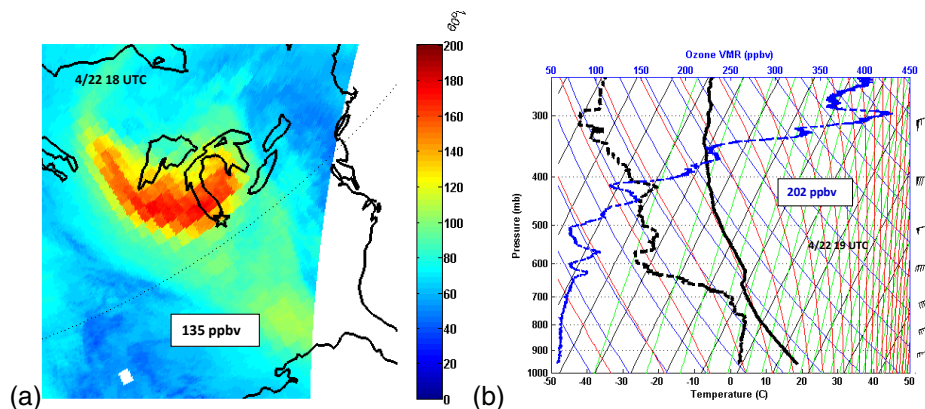 60°l
4/22 18 UTC
135 ppbv
200
180
160
140
120
100
80
60
40
20
0
(a)
Ozone VMR (ppbv)
50 100 150 200 250 300 350 400 450
Pressure (mb)
300
400
500
600
700
800
900
1000
202 ppbv
4/22 19 UTC
-50 -40 -30 -20 -10 0 10 20 30 40 50
Temperature (C)
(b)